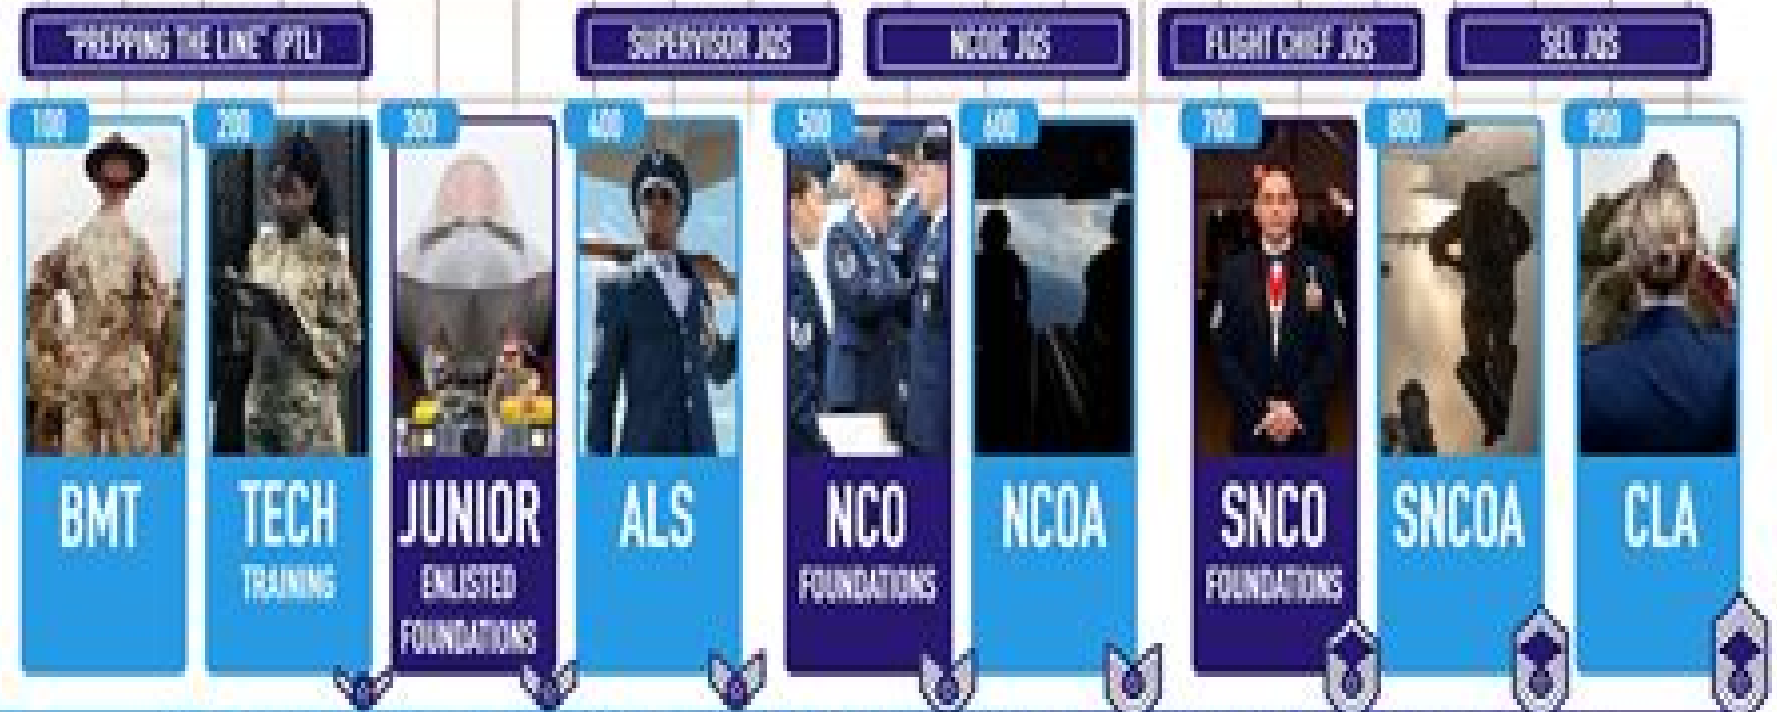 "PREPPING THE LINE" (PTL)
SUPERVISOR JQS
NCOIC JQS
FLIGHT CHIEF JQS
SEL JQS
100
200
300
400
500
600
700
800
900
BMT
TECH
TRAINING
JUNIOR
ENLISTED
FOUNDATIONS
ALS
NCO
FOUNDATIONS
NCOA
SNCO
FOUNDATIONS
SNCOA
CLA